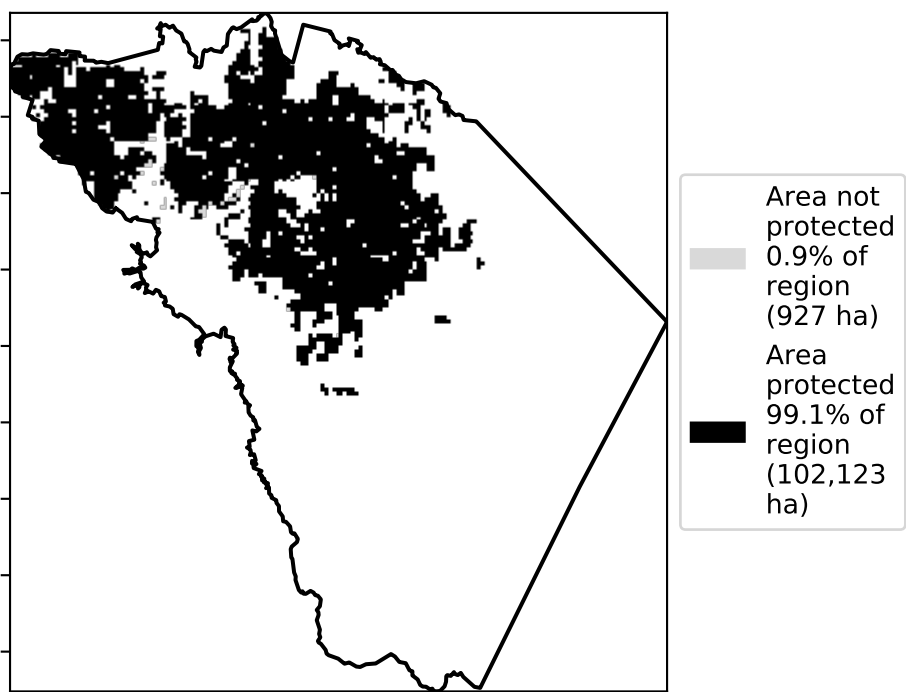 Area not
protected
0.9% of
region
(927 ha)
Area
protected
99.1% of
region
(102,123
ha)